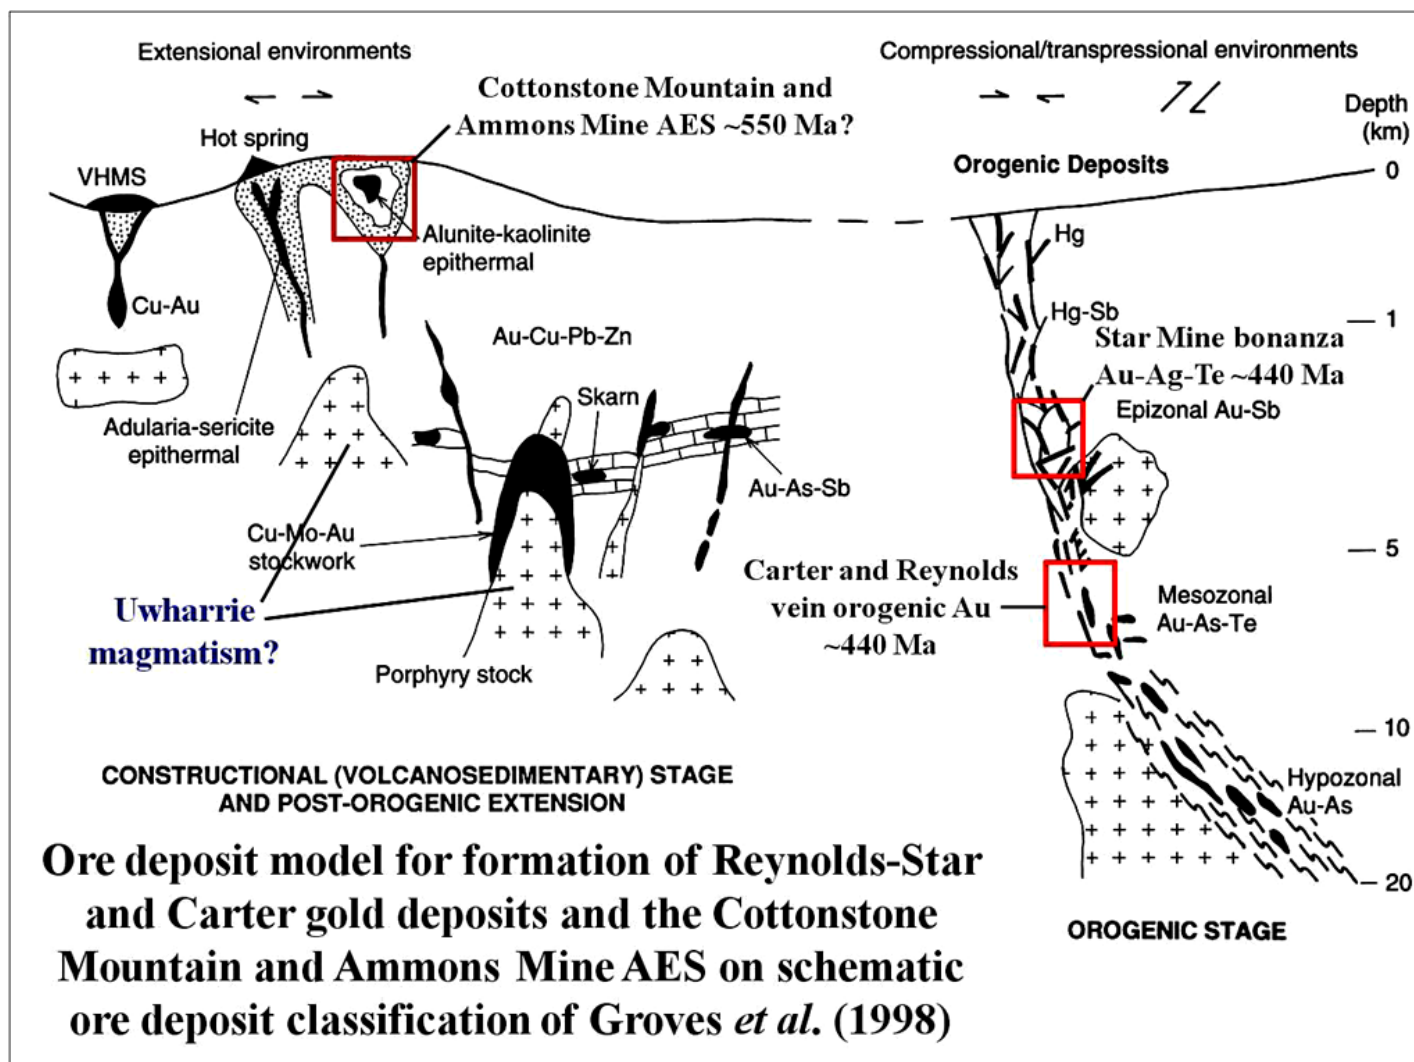 Extensional environments
Compressional/transpressional environments
Cottonstone Mountain and
Ammons Mine AES ~550 Ma?
Depth
(km)
Hot spring
VHMS
Orogenic Deposits
0
Alunite-kaolinite
epithermal
Hg
Cu-Au
Hg-Sb
1
Au-Cu-Pb-Zn
Star Mine bonanza
Au-Ag-Te ~440 Ma
Epizonal Au-Sb
Skarn
Adularia-sericite
epithermal
Au-As-Sb
Cu-Mo-Au
stockwork
5
Carter and Reynolds
vein orogenic Au
~440 Ma
Mesozonal
Au-As-Te
Uwharrie
magmatism?
Porphyry stock
10
Hypozonal
Au-As
20
CONSTRUCTIONAL (VOLCANOSEDIMENTARY) STAGE
AND POST-OROGENIC EXTENSION
OROGENIC STAGE
Ore deposit model for formation of Reynolds-Star
and Carter gold deposits and the Cottonstone
Mountain and Ammons Mine AES on schematic
ore deposit classification of Groves et al. (1998)